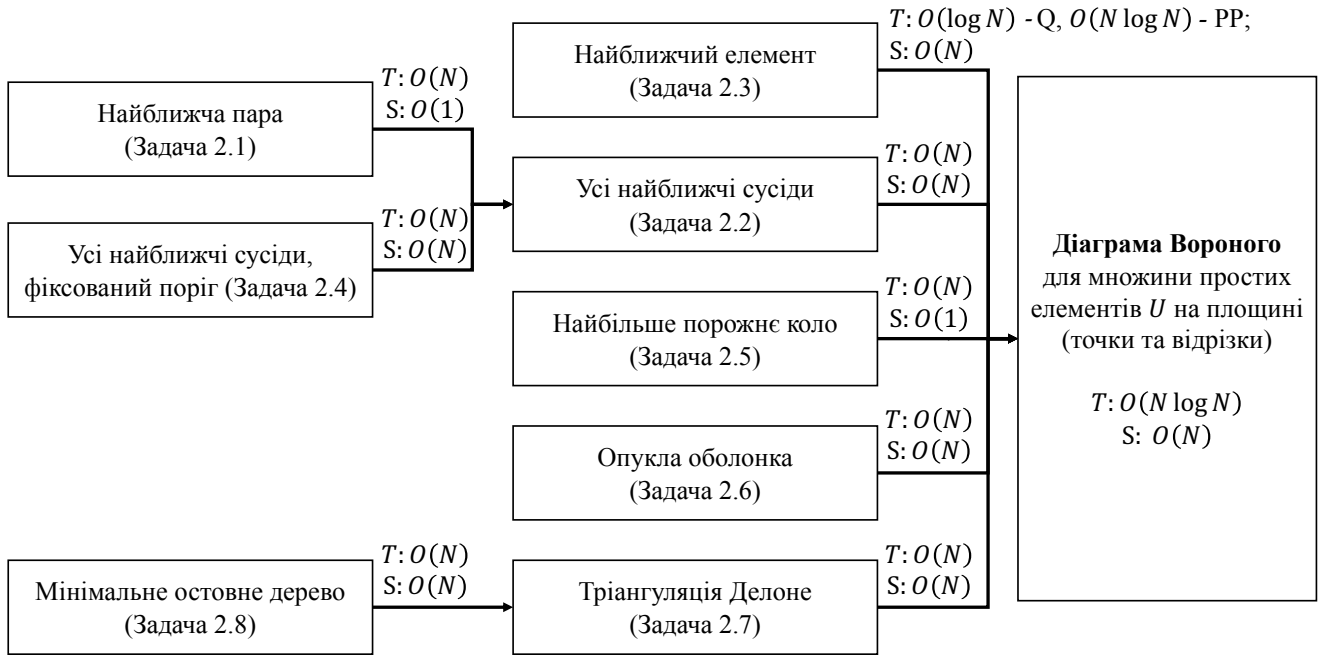 T: O(log N) - Q, O(N log N) - PP;
S: O(N)
Найближчий елемент
(Задача 2.3)
T: O(N)
S: O(1)
Найближча пара
(Задача 2.1)
T: O(N)
S: O(N)
Усі найближчі сусіди
(Задача 2.2)
T: O(N)
S: O(N)
Усі найближчі сусіди,
фіксований поріг (Задача 2.4)
T: O(N)
S: O(1)
Найбільше порожнє коло
(Задача 2.5)
T: O(N)
S: O(N)
Опукла оболонка
(Задача 2.6)
T: O(N)
S: O(N)
Мінімальне остовне дерево
(Задача 2.8)
T: O(N)
S: O(N)
Тріангуляція Делоне
(Задача 2.7)
Діаграма Вороного
для множини простих
елементів U на площині
(точки та відрізки)
T: O(N log N)
S: O(N)